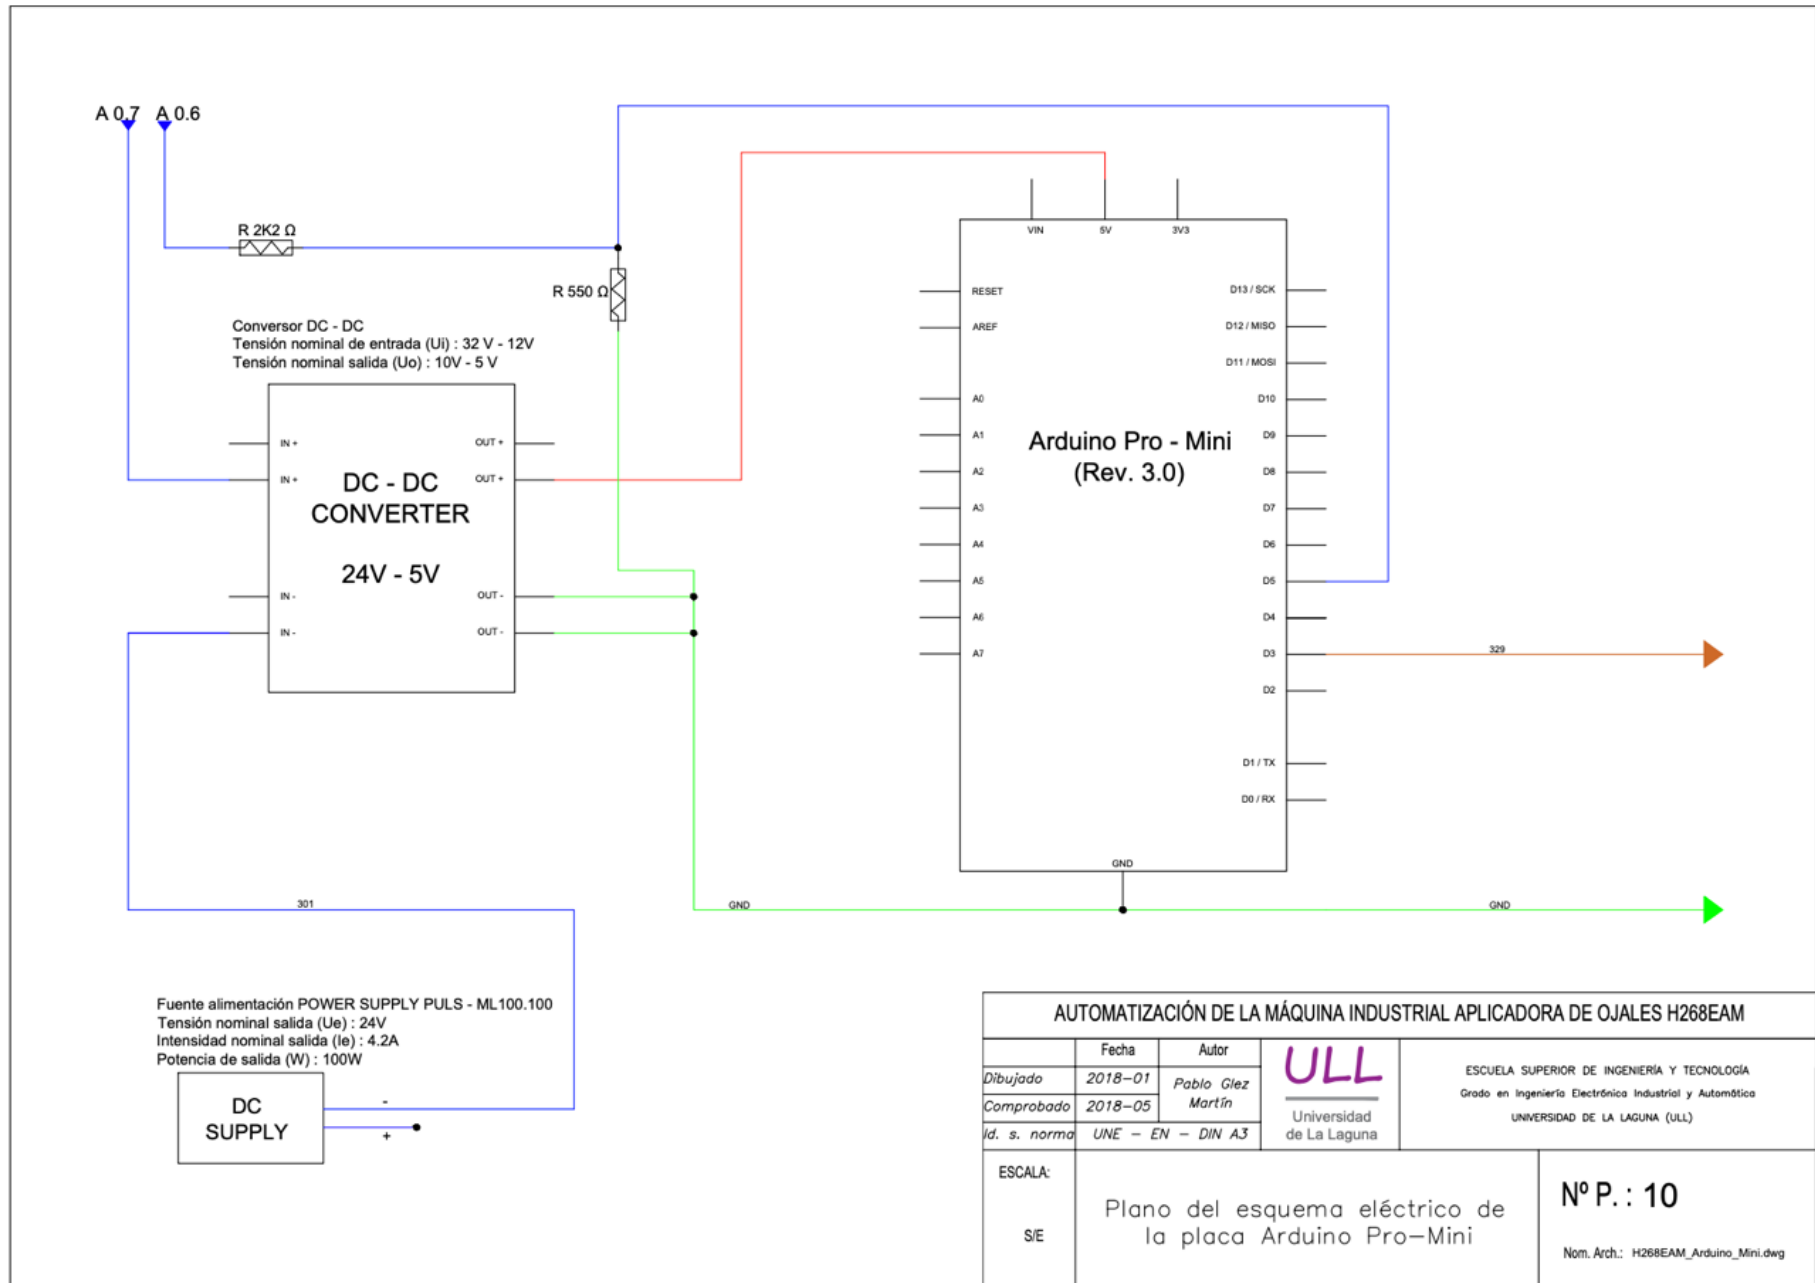 A 0.7 A 0.6
R 2K2 Ω
R 550 Ω
Conversor DC - DC
Tensión nominal de entrada (Ui) : 32 V - 12V
Tensión nominal salida (Uo) : 10V - 5 V
IN +
IN +
IN -
IN -
OUT +
OUT +
OUT -
OUT -
DC - DC
CONVERTER
24V - 5V
VIN
5V
3V3
RESET
AREF
A0
A1
A2
A3
A4
A5
A6
A7
Arduino Pro - Mini
(Rev. 3.0)
D13 / SCK
D12 / MISO
D11 / MOSI
D10
D9
D8
D7
D6
D5
D4
D3
D2
D1 / TX
D0 / RX
GND
329
301
GND
GND
Fuente alimentación POWER SUPPLY PULS - ML100.100
Tensión nominal salida (Ue) : 24V
Intensidad nominal salida (Ie) : 4.2A
Potencia de salida (W) : 100W
DC
SUPPLY
-
+
AUTOMATIZACIÓN DE LA MÁQUINA INDUSTRIAL APLICADORA DE OJALES H268EAM
Fecha Autor
Dibujado 2018-01
Comprobado 2018-05
Pablo Glez
Martín
Id. s. norma UNE - EN - DIN A3
ULL
Universidad
de La Laguna
ESCUELA SUPERIOR DE INGENIERÍA Y TECNOLOGÍA
Grado en Ingeniería Electrónica Industrial y Automática
UNIVERSIDAD DE LA LAGUNA (ULL)
ESCALA:
S/E
Plano del esquema eléctrico de
la placa Arduino Pro-Mini
Nº P. : 10
Nom. Arch.: H268EAM_Arduino_Mini.dwg